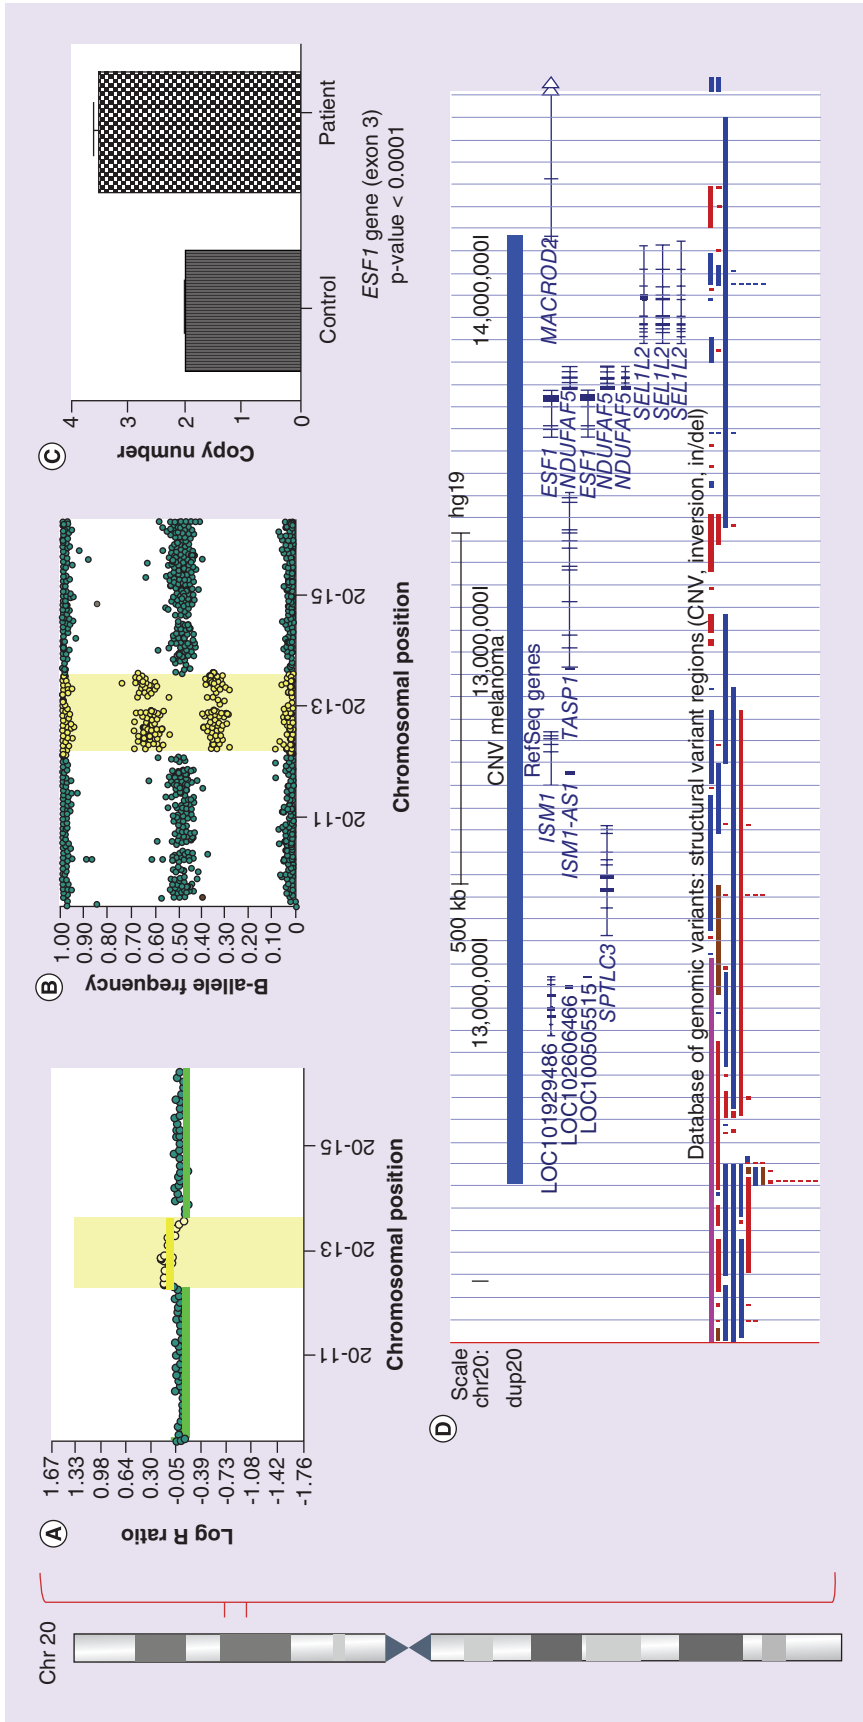 Chr 20
A
Log R ratio
1.67
1.33
0.98
0.64
0.30
-0.05
-0.39
-0.73
-1.08
-1.42
-1.76
20-11
20-13
20-15
Chromosomal position
B
B-allele frequency
1.00
0.90
0.80
0.70
0.60
0.50
0.40
0.30
0.20
0.10
0
20-11
20-13
20-15
Chromosomal position
C
Copy number
4
3
2
1
0
Control
Patient
ESF1 gene (exon 3)
p-value < 0.0001
D
Scale
500 kb
hg19
chr20:
13,000,000I
13,000,000I
14,000,000I
CNV melanoma
dup20
RefSeq genes
LOC101929486
ISM1
ESF1
MACROD2
LOC102606466
ISM1-AS1
TASP1
NDUFAF5
LOC100505515
ESF1
SPTLC3
NDUFAF5
NDUFAF5
SEL1L2
SEL1L2
SEL1L2
Database of genomic variants: structural variant regions (CNV, inversion, in/del)